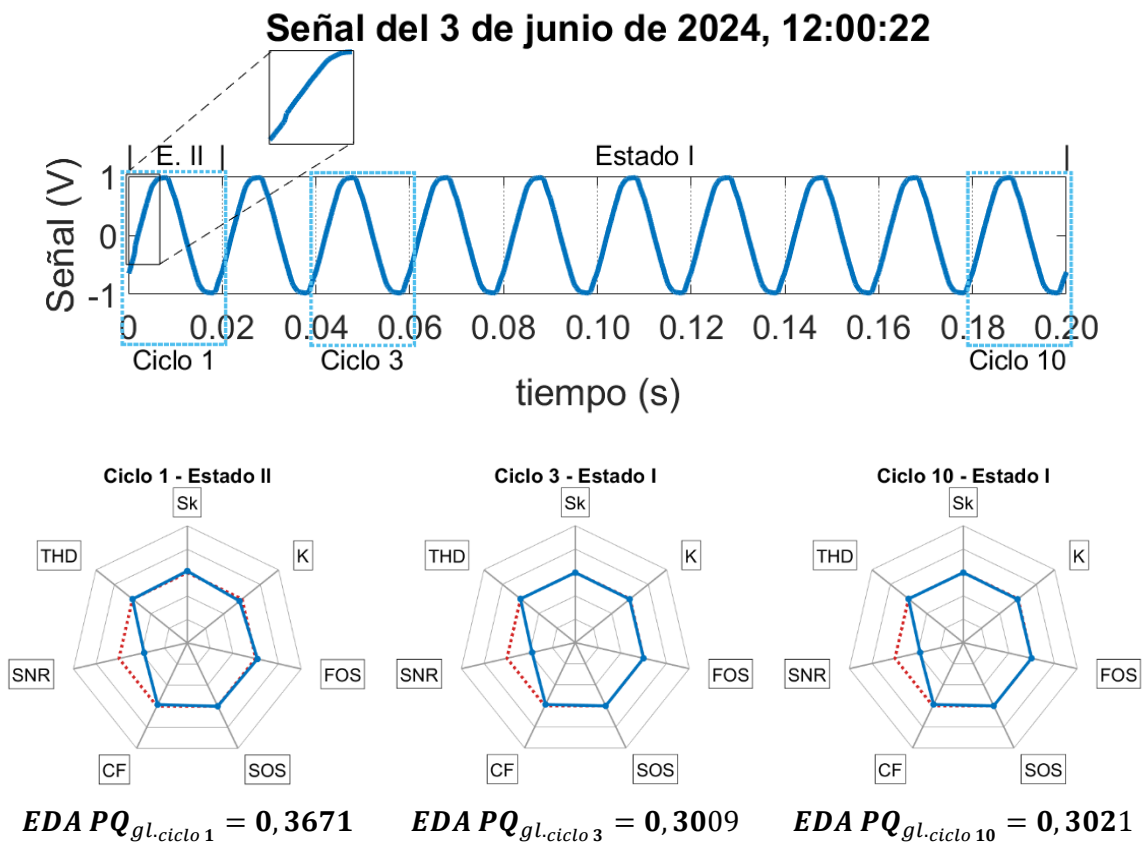 Señal del 3 de junio de 2024, 12:00:22
E. II
Estado I
Señal (V)
1
0
-1
0 0.02 0.04 0.06 0.08 0.10 0.12 0.14 0.16 0.18 0.20
Ciclo 1 Ciclo 3 Ciclo 10
tiempo (s)
Ciclo 1 - Estado II
Sk
K
FOS
SOS
CF
SNR
THD
EDA PQgl.ciclo 1 = 0,3671
Ciclo 3 - Estado I
Sk
K
FOS
SOS
CF
SNR
THD
EDA PQgl.ciclo 3 = 0,3009
Ciclo 10 - Estado I
Sk
K
FOS
SOS
CF
SNR
THD
EDA PQgl.ciclo 10 = 0,3021